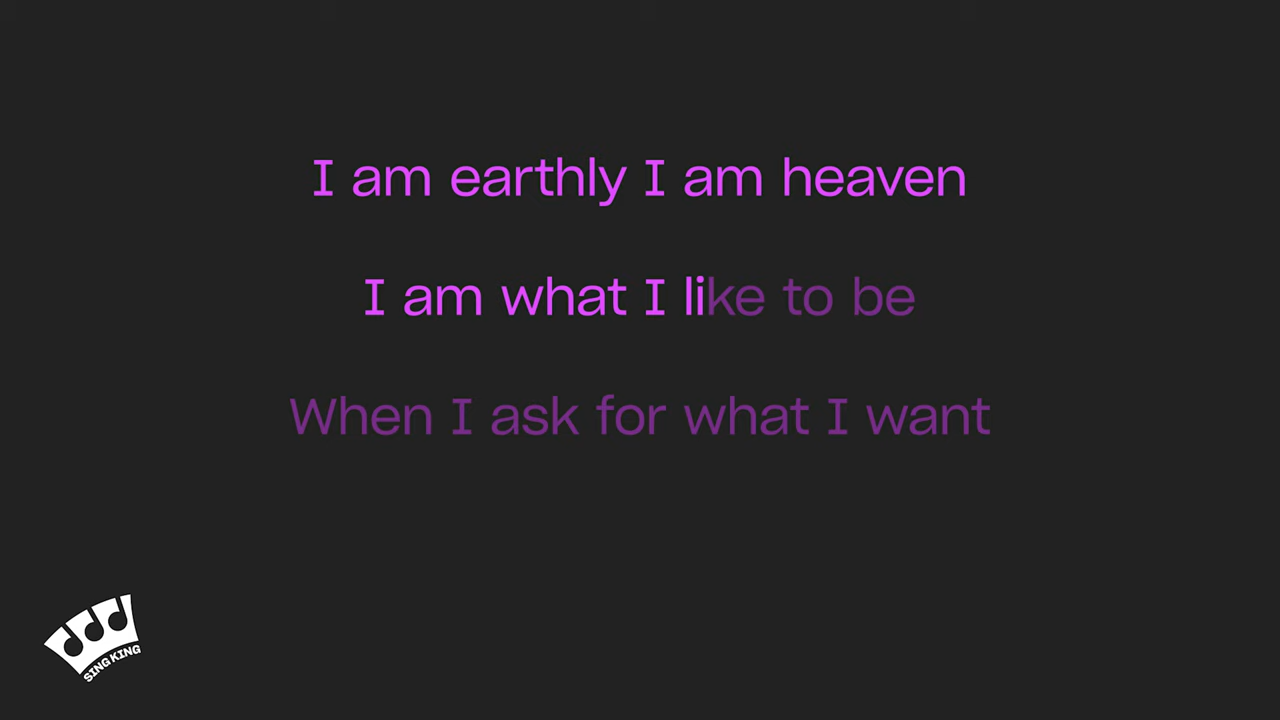 I am earthly I am heaven
I am what I like to be
When I ask for what I want
SING KING